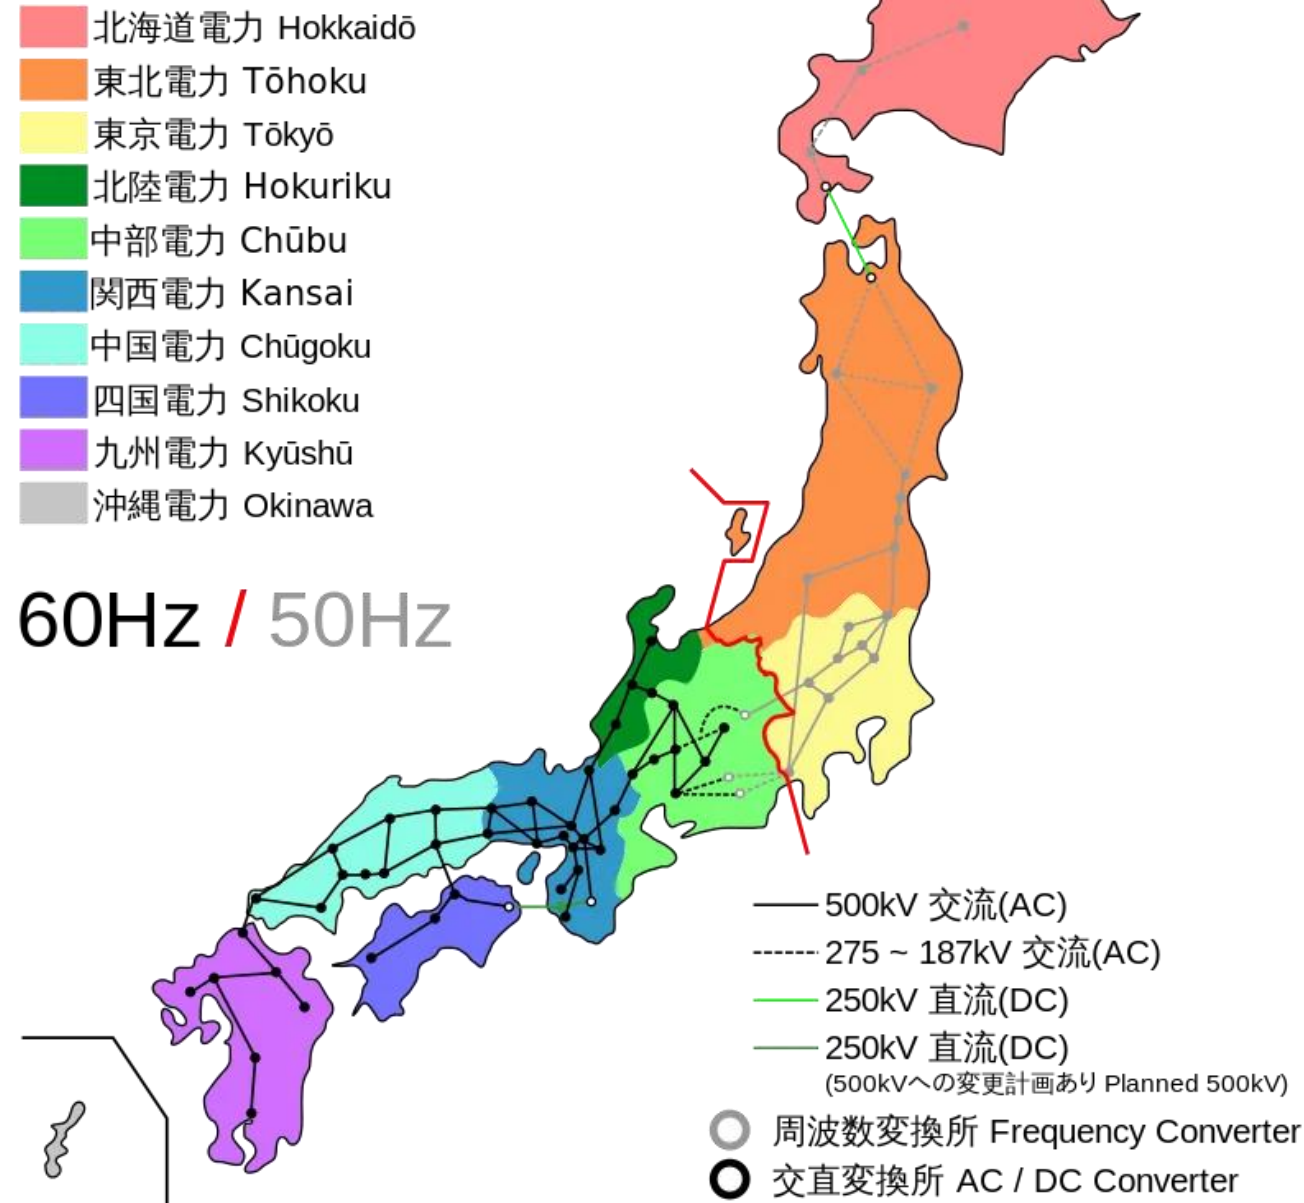 北海道電力 Hokkaidō
東北電力 Tōhoku
東京電力 Tōkyō
北陸電力 Hokuriku
中部電力 Chūbu
関西電力 Kansai
中国電力 Chūgoku
四国電力 Shikoku
九州電力 Kyūshū
沖縄電力 Okinawa
60Hz / 50Hz
500kV 交流(AC)
275 ~ 187kV 交流(AC)
250kV 直流(DC)
250kV 直流(DC)
(500kVへの変更計画あり Planned 500kV)
周波数変換所 Frequency Converter
交直変換所 AC / DC Converter